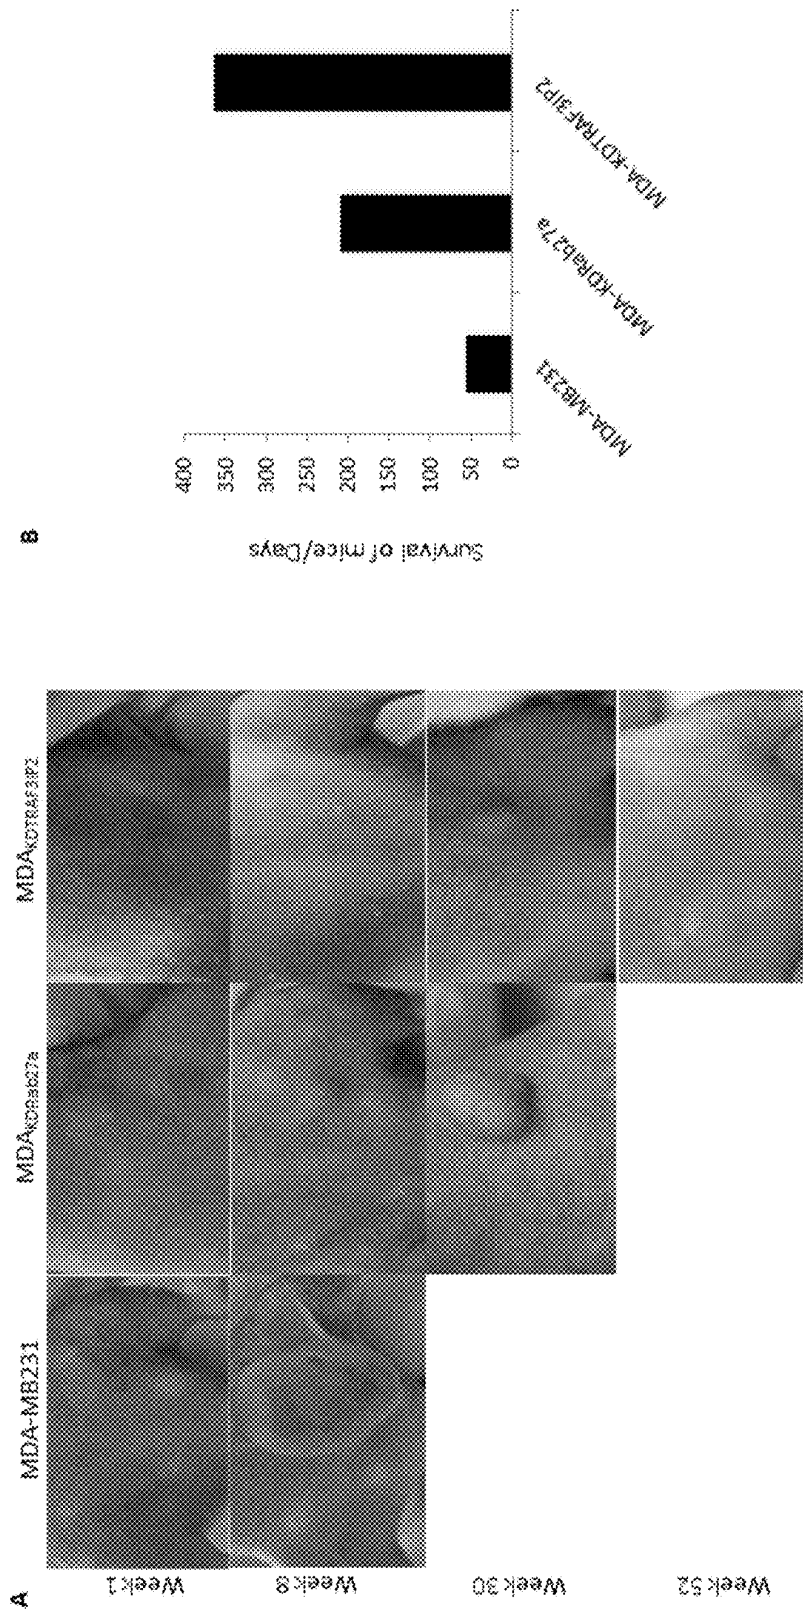 A
MDA-MB231
MDAKDRab27a
MDAKDTRAF3IP2
Week 1
Week 8
Week 30
Week 52
B
Survival of mice/Days
400
350
300
250
200
150
100
50
0
MDA-MB231
MDA-KDRab27a
MDA-KDTRAF3IP2